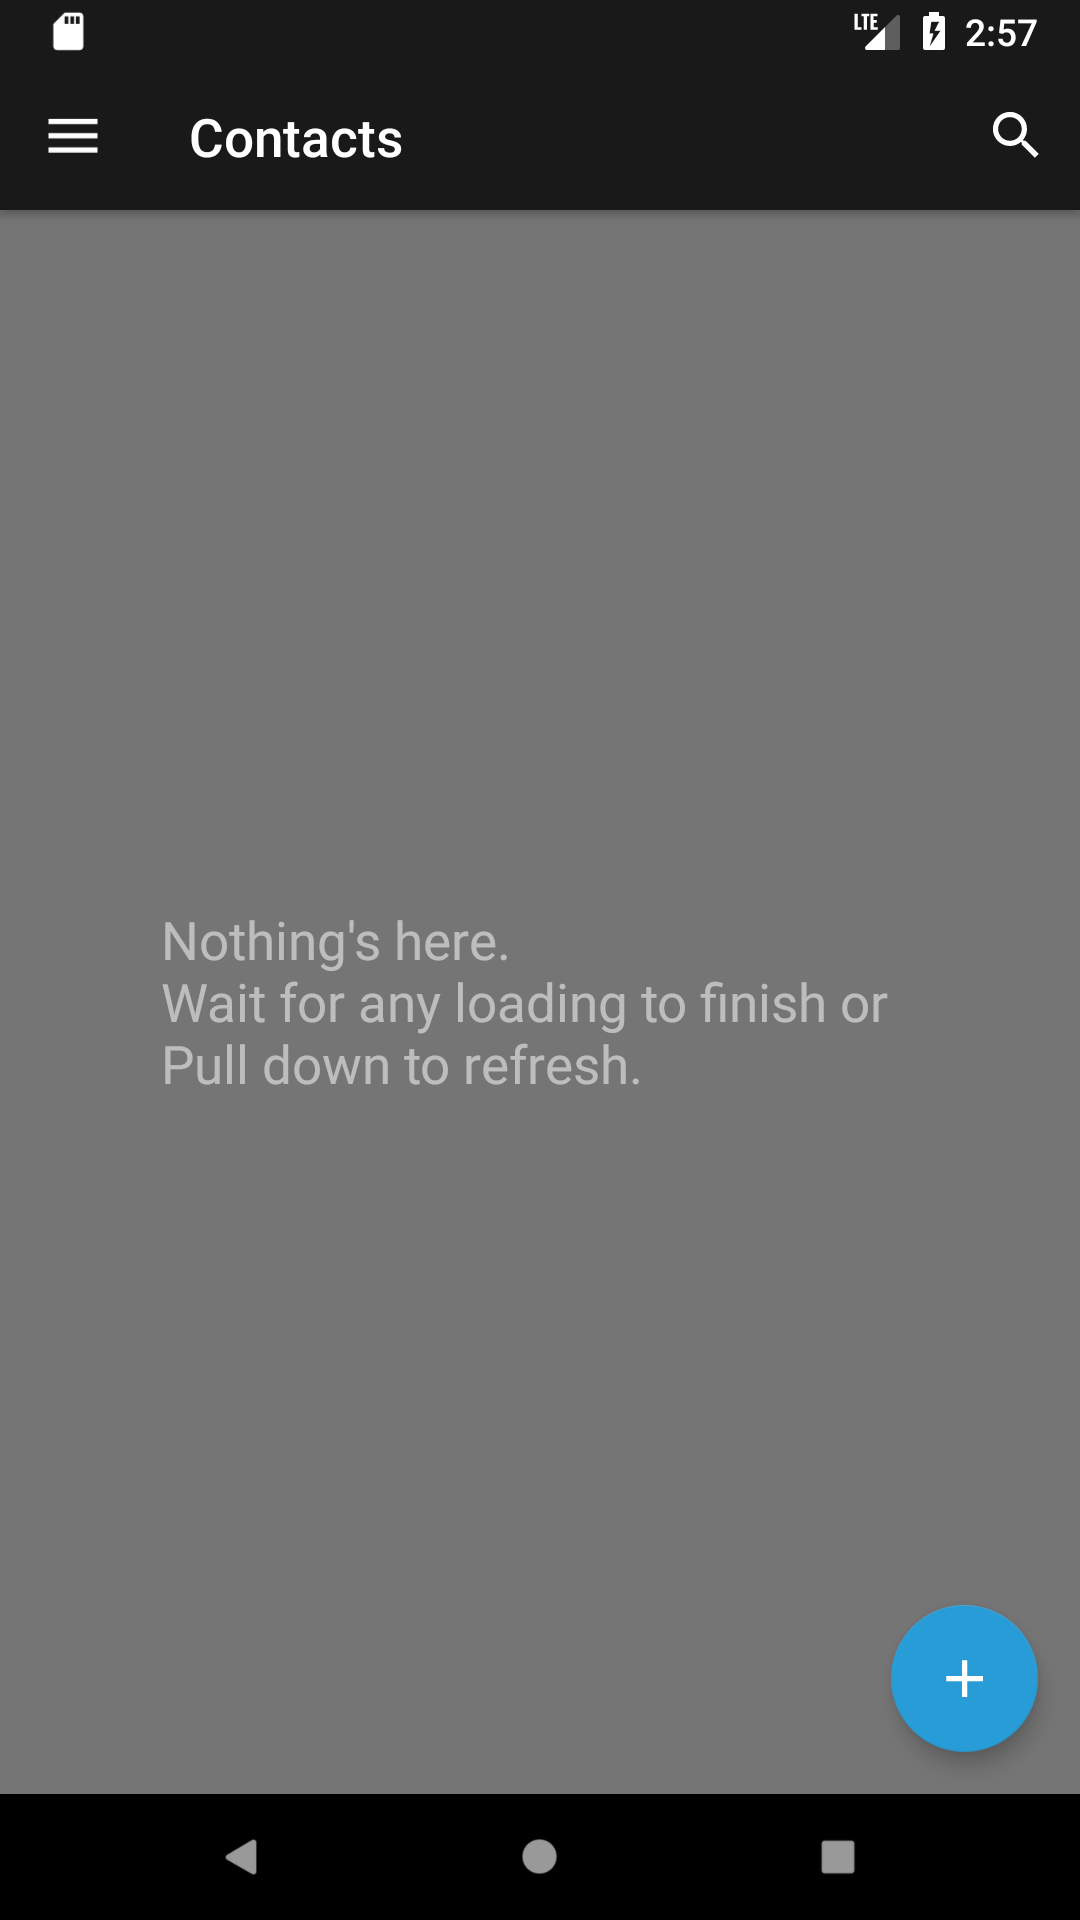 LTE 2:57
Contacts
Nothing's here.
Wait for any loading to finish or
Pull down to refresh.